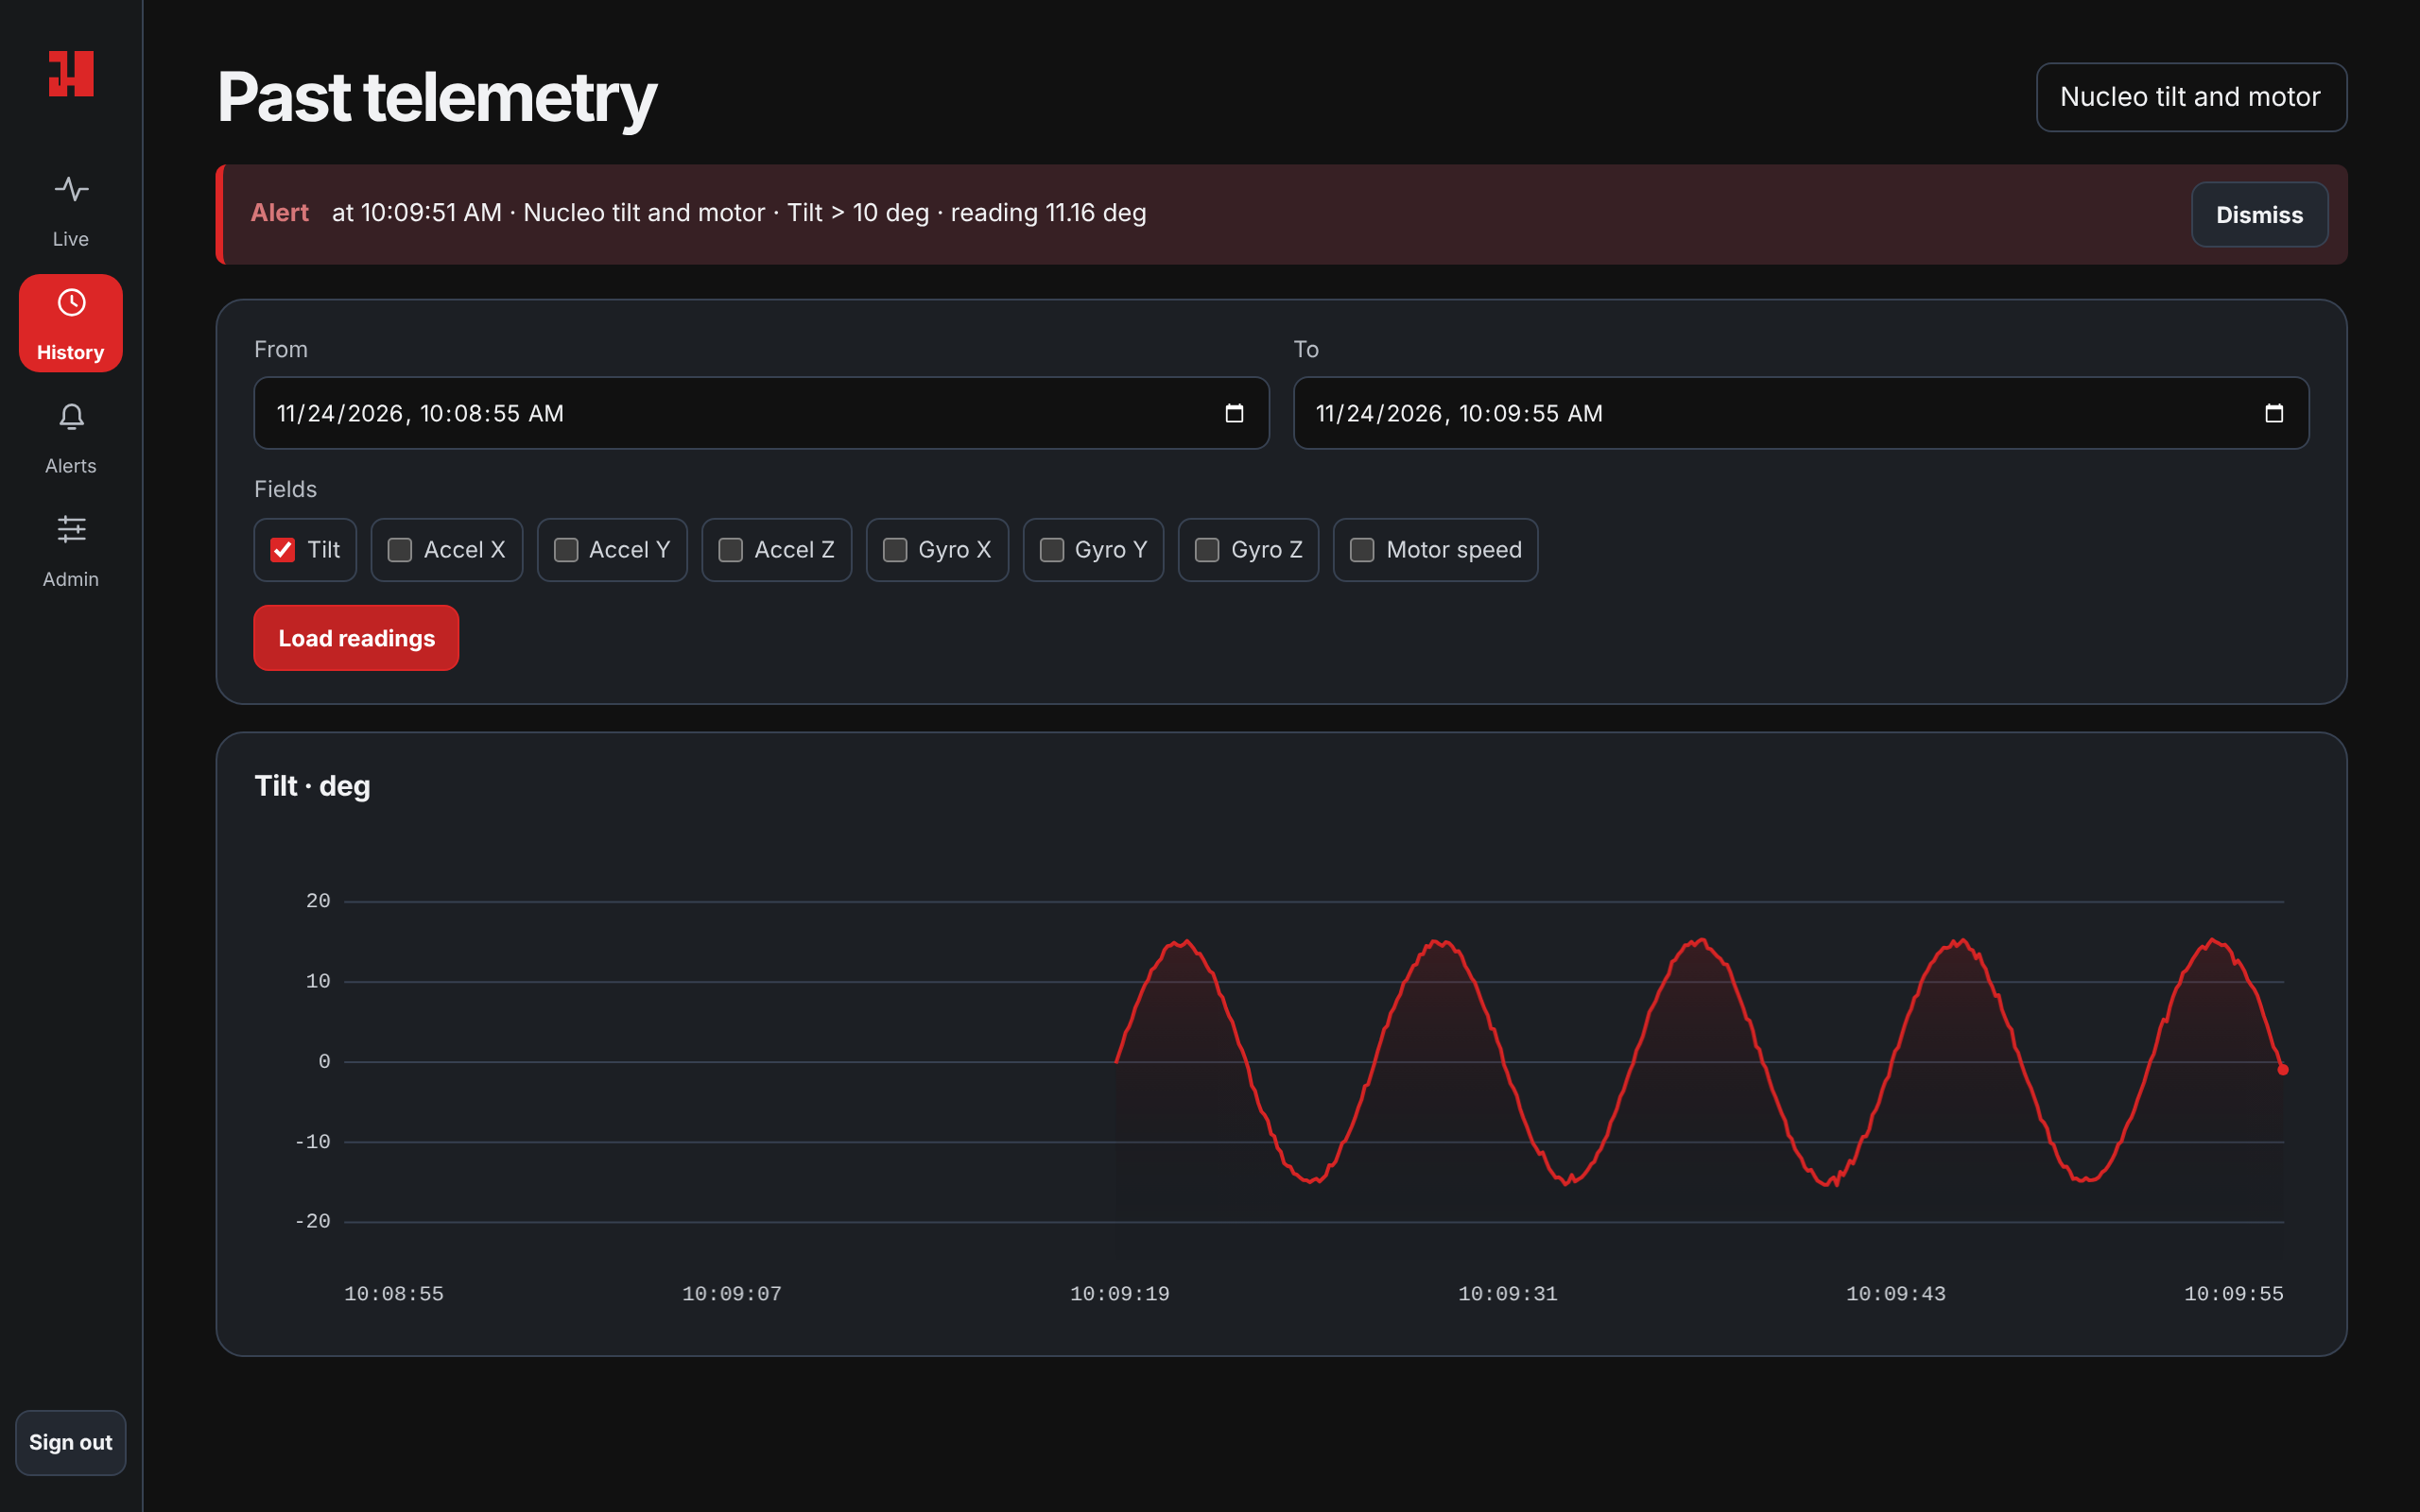 Past telemetry
Nucleo tilt and motor
Alert at 10:09:51 AM · Nucleo tilt and motor · Tilt > 10 deg · reading 11.16 deg
Dismiss
Live
History
Alerts
Admin
Sign out
From
To
11/24/2026, 10:08:55 AM
11/24/2026, 10:09:55 AM
Fields
Tilt
Accel X
Accel Y
Accel Z
Gyro X
Gyro Y
Gyro Z
Motor speed
Load readings
Tilt · deg
20
10
0
-10
-20
10:08:55
10:09:07
10:09:19
10:09:31
10:09:43
10:09:55